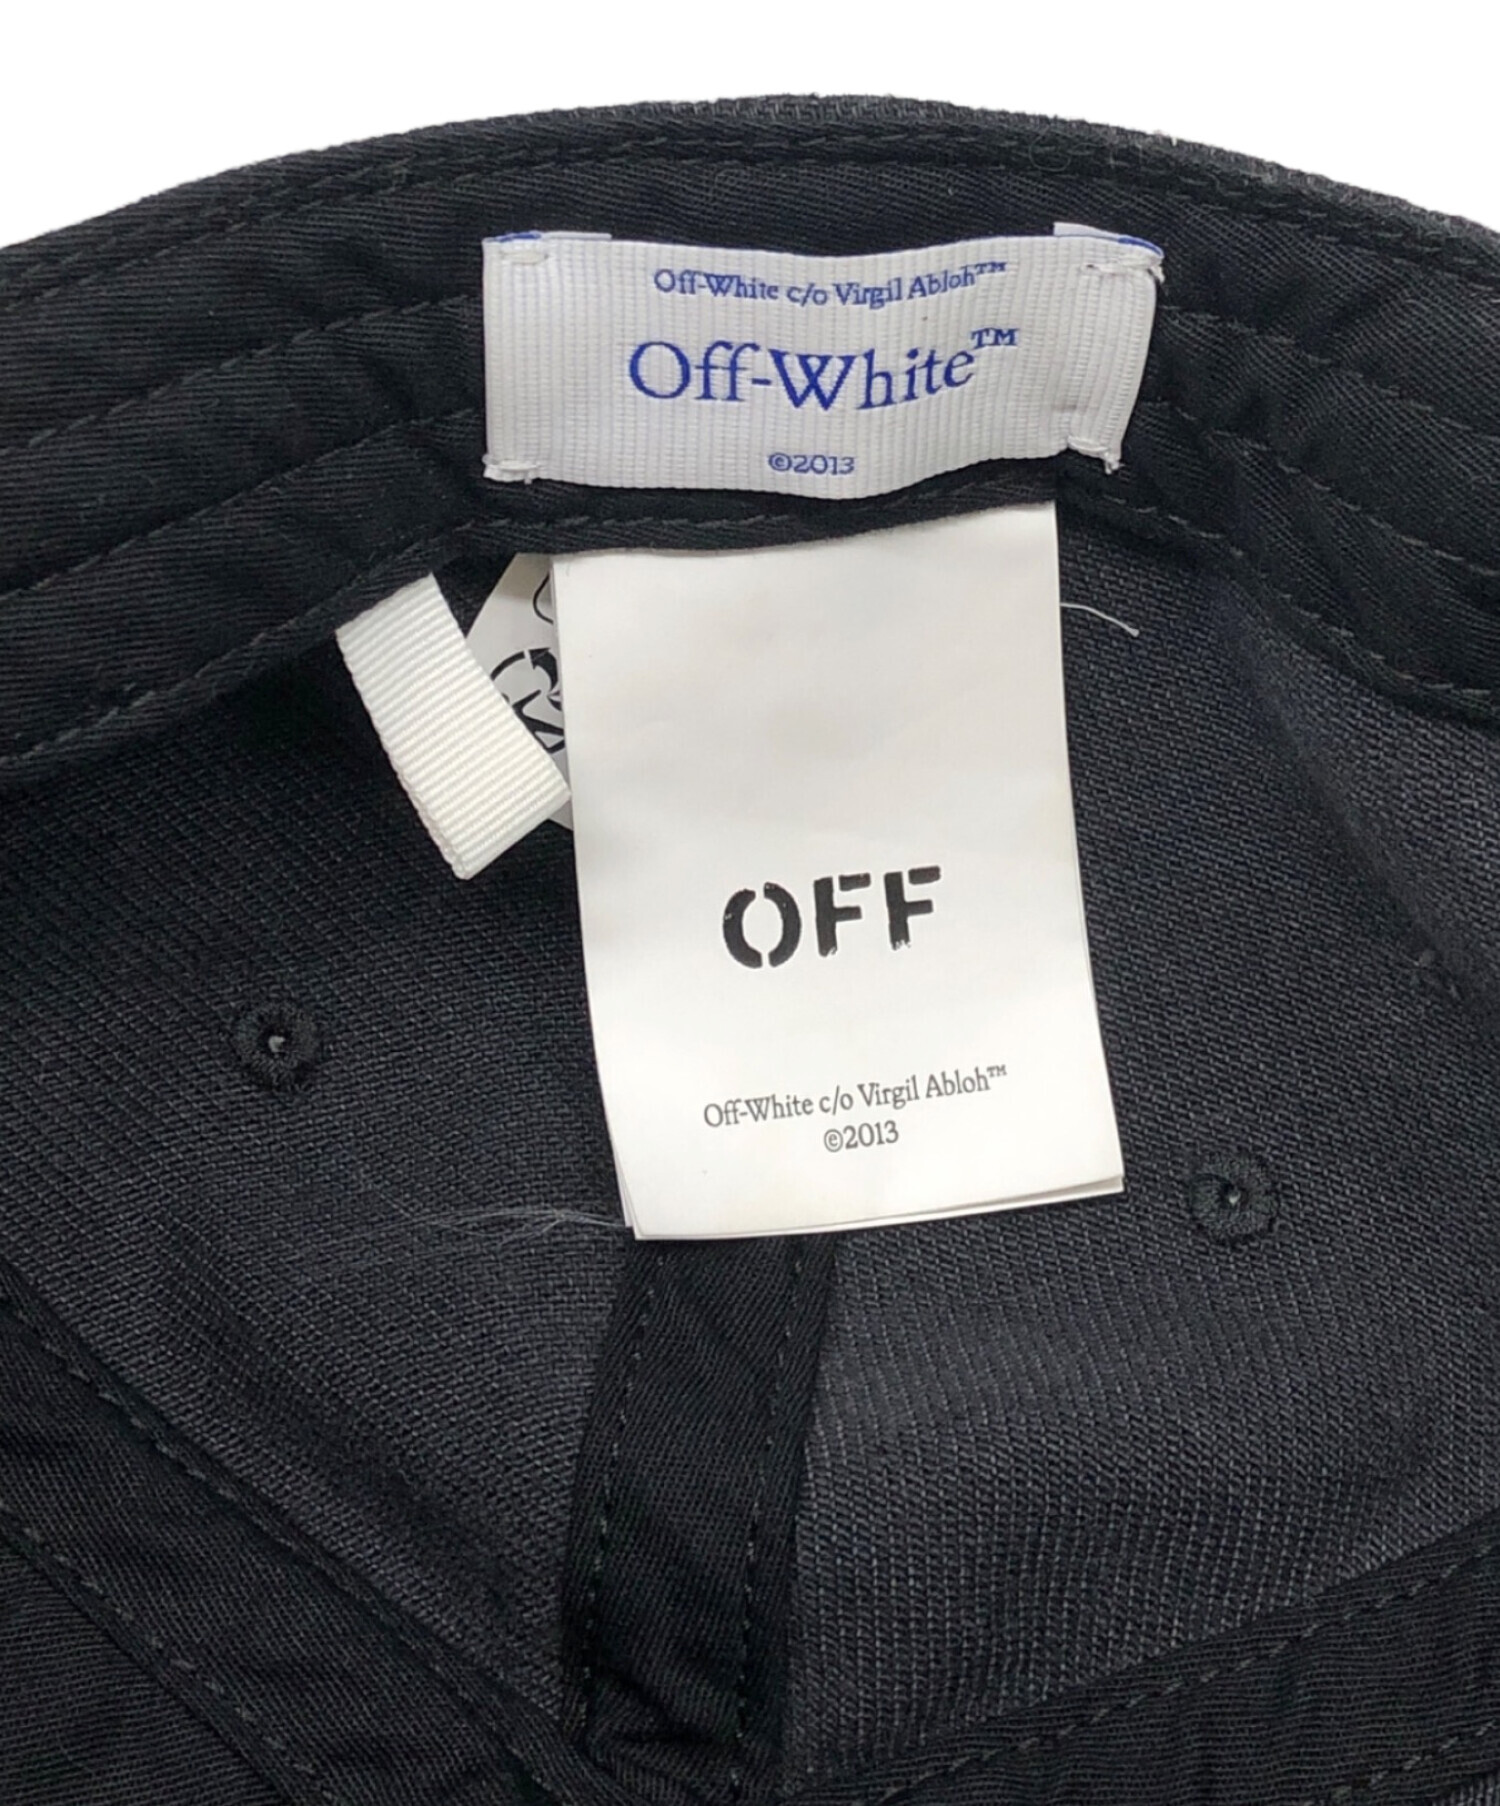 Off-White c/o Virgil Abloh™
Off-White™
©2013
OFF
Off-White c/o Virgil Abloh™
©2013